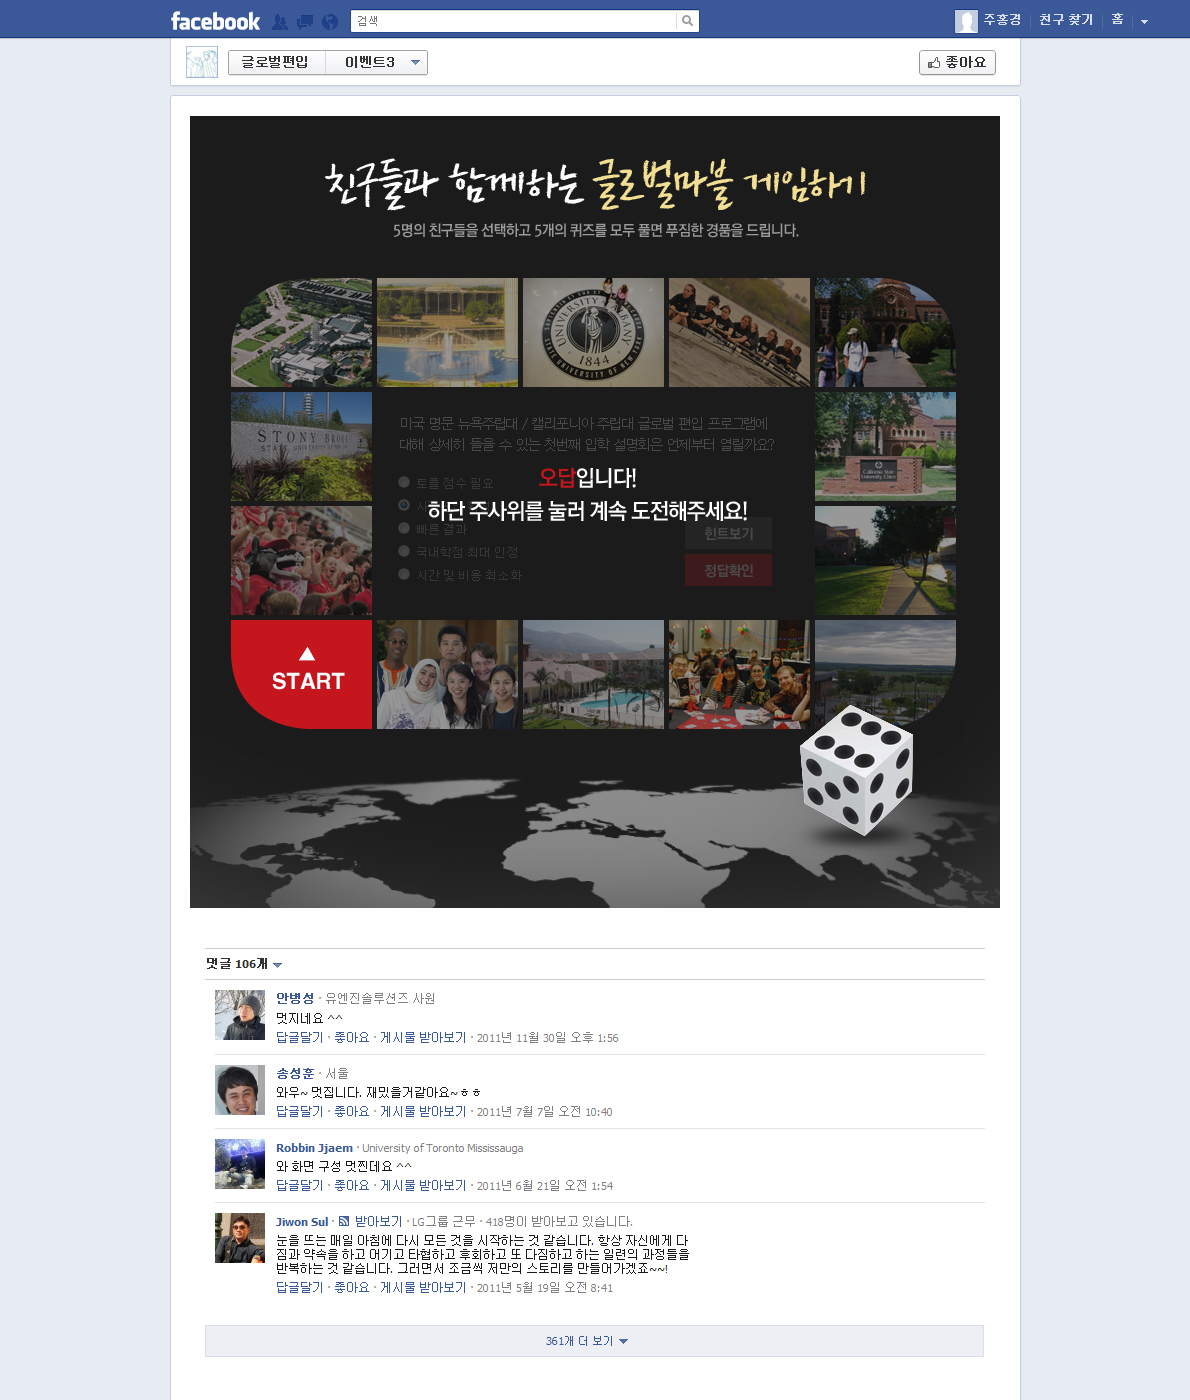 facebook
검색
주홍경
친구 찾기
홈
글로벌편입
이벤트3
좋아요
친구들과 함께하는 글로벌마블 게임하기
5명의 친구들을 선택하고 5개의 퀴즈를 모두 풀면 푸짐한 경품을 드립니다.
UNIVERSITY
1844
STATE UNIVERSITY OF NEW YORK
STONY BROOK
미국 명문 뉴욕주립대 / 캘리포니아 주립대 글로벌 편입 프로그램에
대해 상세히 들을 수 있는 첫번째 입학 설명회은 언제부터 열릴까요?
California State
University Chico
토플 점수 필요
오답입니다!
하단 주사위를 눌러 계속 도전해주세요!
빠른 결과
힌트보기
국내학점 최대 인정
정답확인
시간 및 비용 최소화
START
댓글 106개
안병성 · 유엔진솔루션즈 사원
멋지네요 ^^
답글달기 · 좋아요 · 게시물 받아보기 · 2011년 11월 30일 오후 1:56
송성훈 · 서울
와우~ 멋집니다. 재밌을거같아요~ㅎㅎ
답글달기 · 좋아요 · 게시물 받아보기 · 2011년 7월 7일 오전 10:40
Robbin Jjaem · University of Toronto Mississauga
와 화면 구성 멋찐데요 ^^
답글달기 · 좋아요 · 게시물 받아보기 · 2011년 6월 21일 오전 1:54
Jiwon Sul · 받아보기 · LG그룹 근무 · 418명이 받아보고 있습니다.
눈을 뜨는 매일 아침에 다시 모든 것을 시작하는 것 같습니다. 항상 자신에게 다
짐과 약속을 하고 어기고 타협하고 후회하고 또 다짐하고 하는 일련의 과정들을
반복하는 것 같습니다. 그러면서 조금씩 저만의 스토리를 만들어가겠죠~~!
답글달기 · 좋아요 · 게시물 받아보기 · 2011년 5월 19일 오전 8:41
361개 더 보기